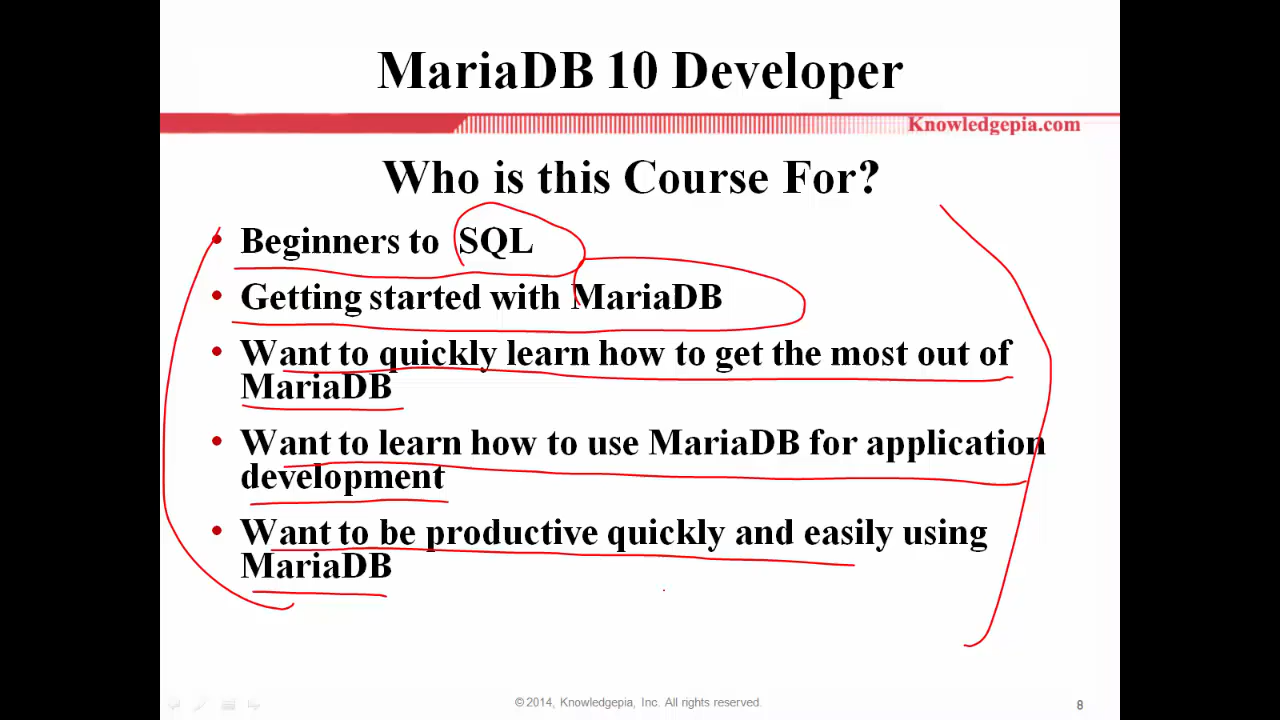 MariaDB 10 Developer
Knowledgepia.com
Who is this Course For?
• Beginners to SQL
• Getting started with MariaDB
• Want to quickly learn how to get the most out of
MariaDB
• Want to learn how to use MariaDB for application
development
• Want to be productive quickly and easily using
MariaDB
© 2014, Knowledgepia, Inc. All rights reserved.
8